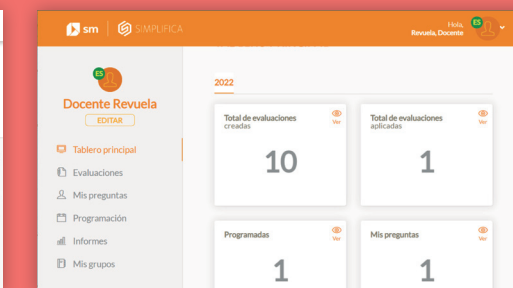 sm
SIMPLIFICA
Hola,
Revuela, Docente
ES
ES
Docente Revuela
EDITAR
Tablero principal
Evaluaciones
Mis preguntas
Programación
Informes
Mis grupos
2022
Total de evaluaciones
creadas
Ver
10
Total de evaluaciones
aplicadas
Ver
1
Programadas
Ver
1
Mis preguntas
Ver
1